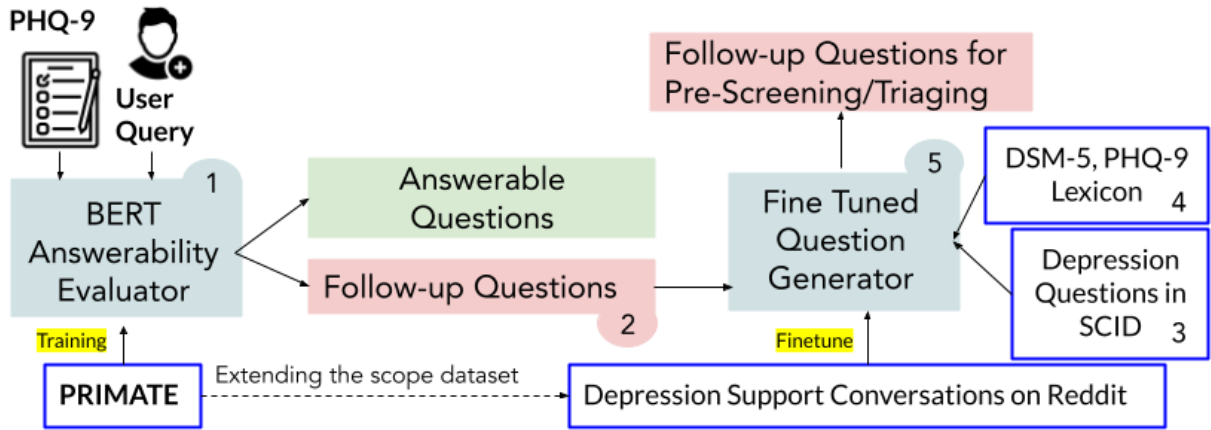 PHQ-9
User
Query
1
BERT
Answerability
Evaluator
Training
PRIMATE
Extending the scope dataset
Answerable
Questions
Follow-up Questions
2
Follow-up Questions for
Pre-Screening/Triaging
5
Fine Tuned
Question
Generator
Finetune
Depression Support Conversations on Reddit
DSM-5, PHQ-9
Lexicon 4
Depression
Questions in
SCID 3